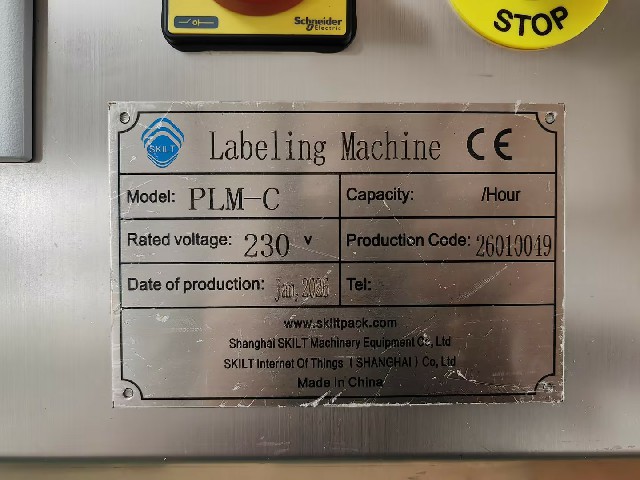 Schneider
Electric
STOP
SKILT
Labeling Machine CE
Model: PLM-C
Capacity: /Hour
Rated voltage: 230 V
Production Code: 26010049
Date of production: Jan, 2026
Tel:
www.skiltpack.com
Shanghai SKILT Machinery Equipment Co, Ltd
SKILT Internet Of Things ( SHANGHAI ) Co, Ltd
Made In China